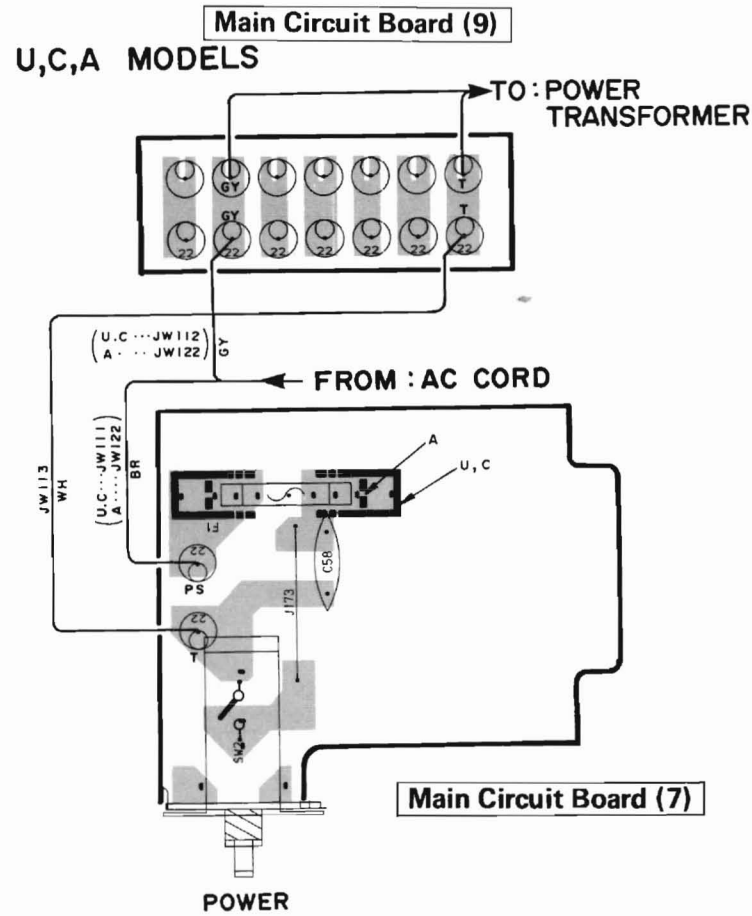 Main Circuit Board (9)
U,C,A MODELS
TO : POWER
TRANSFORMER
GY T
GY T
22 22 22 22 22 22 22
(U.C ··· JW112)
(A · ·· JW122)
GY
FROM : AC CORD
JW113
WH
(U.C···JW111)
(A·····JW122)
BR
A
U, C
F1
22
PS
C58
J173
22
T
SW2
Main Circuit Board (7)
POWER